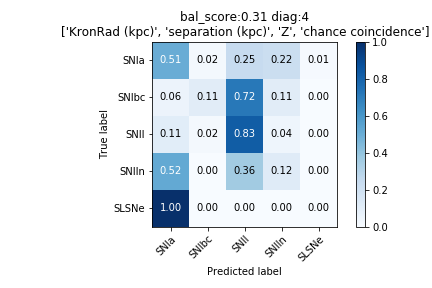 bal_score:0.31 diag:4
['KronRad (kpc)', 'separation (kpc)', 'Z', 'chance coincidence']
True label
SNIa 0.51 0.02 0.25 0.22 0.01
SNIbc 0.06 0.11 0.72 0.11 0.00
SNII 0.11 0.02 0.83 0.04 0.00
SNIIn 0.52 0.00 0.36 0.12 0.00
SLSNe 1.00 0.00 0.00 0.00 0.00
SNIa SNIbc SNII SNIIn SLSNe
Predicted label
1.0
0.8
0.6
0.4
0.2
0.0